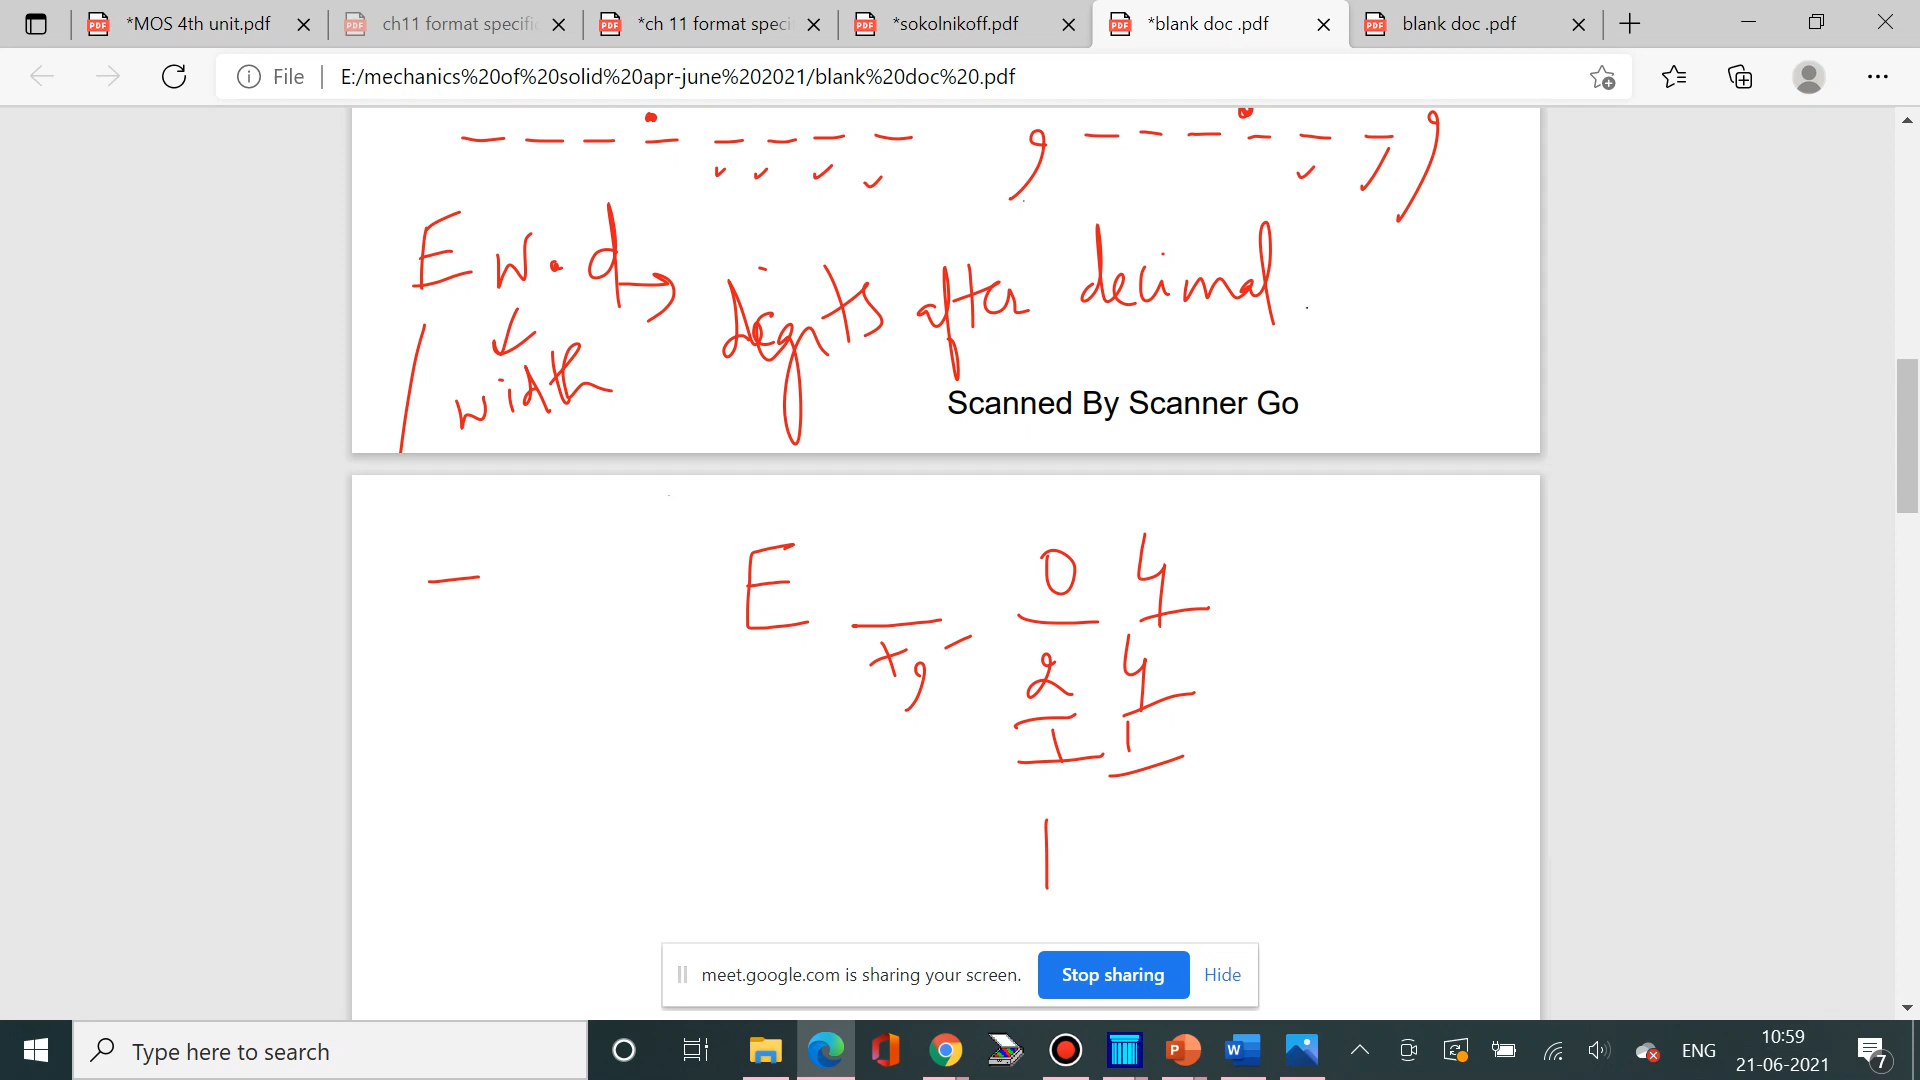 *MOS 4th unit.pdf
ch11 format specific
*ch 11 format speci
*sokolnikoff.pdf
*blank doc .pdf
blank doc .pdf
File
E:/mechanics%20of%20solid%20apr-june%202021/blank%20doc%20.pdf
E w.d → digits after decimal
width
Scanned By Scanner Go
E 0 4
+, - 2 4
1 1
1
meet.google.com is sharing your screen.
Stop sharing
Hide
Type here to search
ENG
10:59
21-06-2021
7